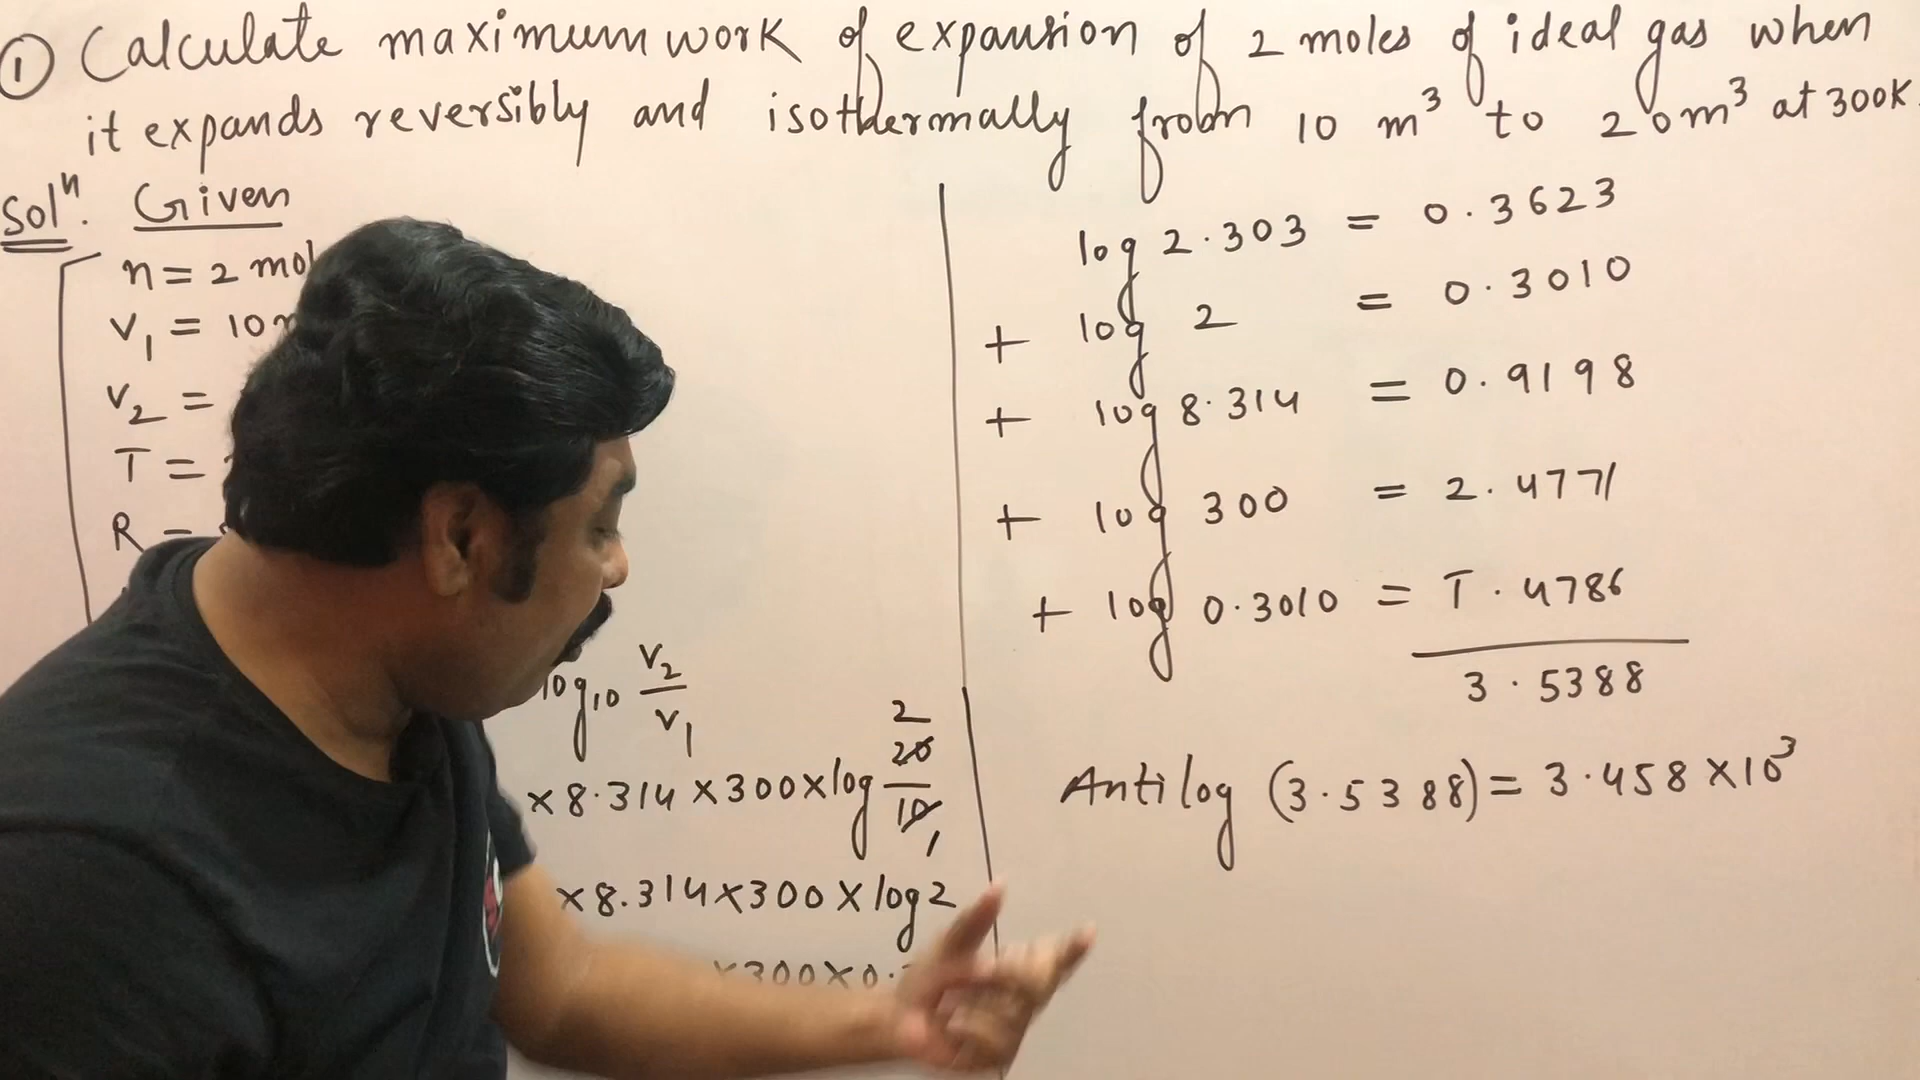 ① Calculate maximum work of expansion of 2 moles of ideal gas when
it expands reversibly and isothermally from 10 m³ to 20 m³ at 300K.
Solⁿ. Given
n = 2 mol
V₁ = 10
V₂ =
T =
R =
log₁₀ V₂/V₁
× 8.314 × 300 × log 20/10
2
1
× 8.314 × 300 × log 2
× 300 × 0.
log 2.303 = 0.3623
+ log 2 = 0.3010
+ log 8.314 = 0.9198
+ log 300 = 2.4771
+ log 0.3010 = T.4786
3.5388
Antilog (3.5388) = 3.458 × 10³